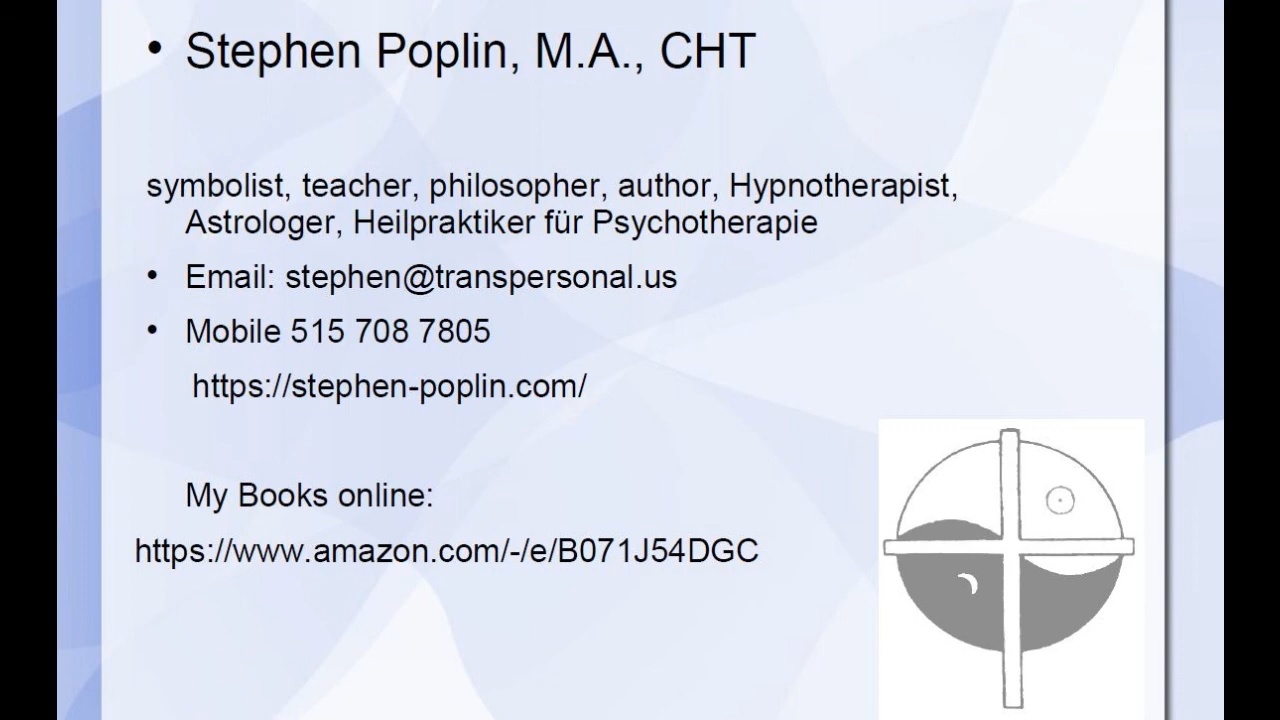 • Stephen Poplin, M.A., CHT
symbolist, teacher, philosopher, author, Hypnotherapist,
Astrologer, Heilpraktiker für Psychotherapie
• Email: stephen@transpersonal.us
• Mobile 515 708 7805
https://stephen-poplin.com/
My Books online:
https://www.amazon.com/-/e/B071J54DGC